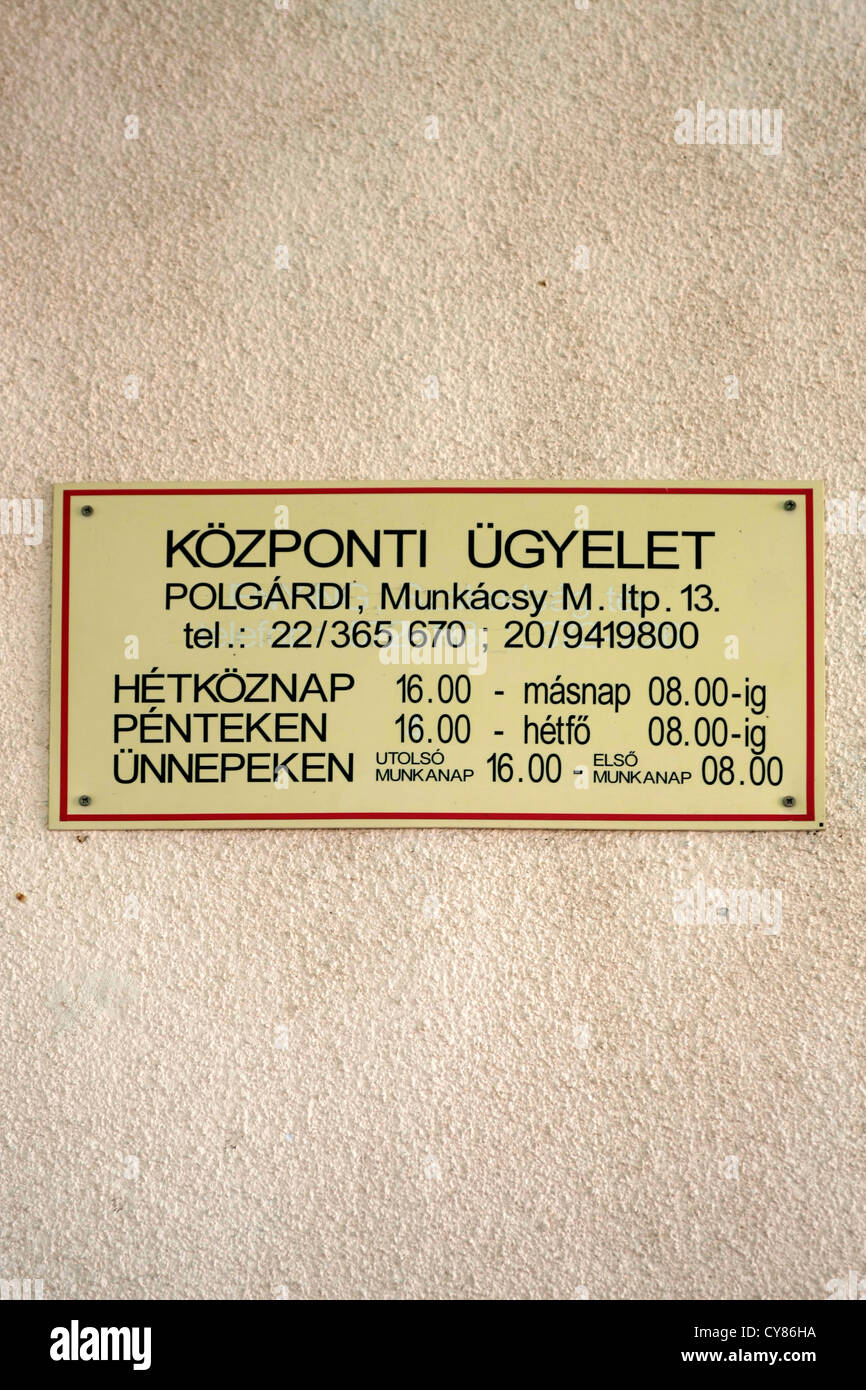 KÖZPONTI ÜGYELET
POLGÁRDI, Munkácsy M. ltp. 13.
tel.: 22/365 670 ; 20/9419800
HÉTKÖZNAP 16.00 - másnap 08.00-ig
PÉNTEKEN 16.00 - hétfő 08.00-ig
ÜNNEPEKEN UTOLSÓ MUNKANAP 16.00 - ELSŐ MUNKANAP 08.00
alamy
Image ID: CY86HA
www.alamy.com